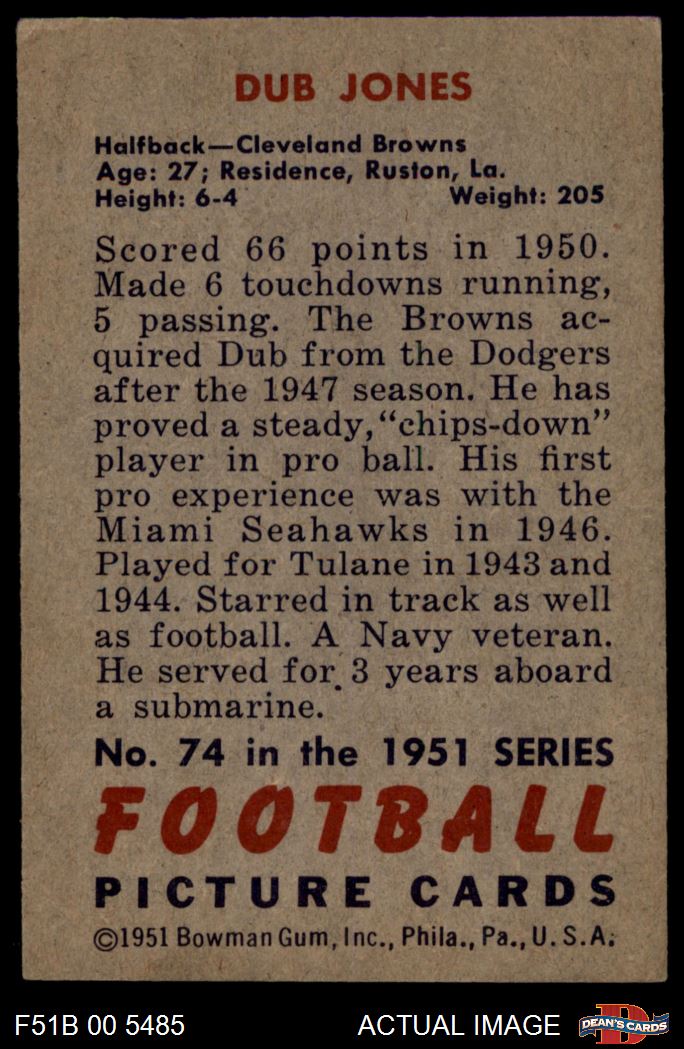 DUB JONES
Halfback—Cleveland Browns
Age: 27; Residence, Ruston, La.
Height: 6-4 Weight: 205
Scored 66 points in 1950.
Made 6 touchdowns running,
5 passing. The Browns ac-
quired Dub from the Dodgers
after the 1947 season. He has
proved a steady, "chips-down"
player in pro ball. His first
pro experience was with the
Miami Seahawks in 1946.
Played for Tulane in 1943 and
1944. Starred in track as well
as football. A Navy veteran.
He served for 3 years aboard
a submarine.
No. 74 in the 1951 SERIES
FOOTBALL
PICTURE CARDS
©1951 Bowman Gum, Inc., Phila., Pa., U. S. A.
F51B 00 5485 ACTUAL IMAGE
D
DEAN'S CARDS